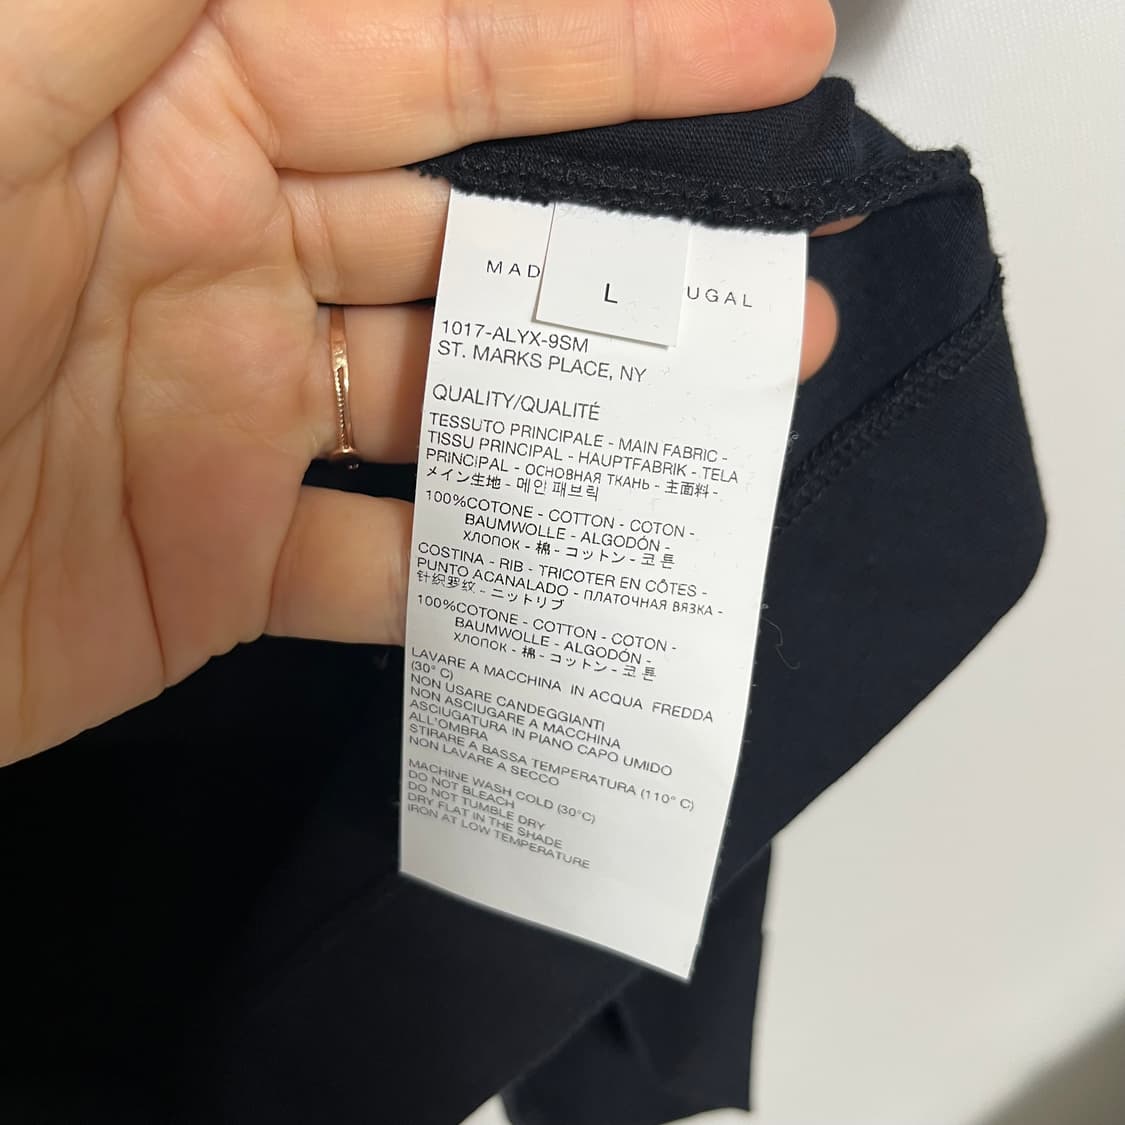 MAD
L
UGAL
1017-ALYX-9SM
ST. MARKS PLACE, NY
QUALITY/QUALITÉ
TESSUTO PRINCIPALE - MAIN FABRIC -
TISSU PRINCIPAL - HAUPTFABRIK - TELA
PRINCIPAL - ОСНОВНАЯ ТКАНЬ - 主面料 -
メイン生地 - 메인 패브릭
100%COTONE - COTTON - COTON -
BAUMWOLLE - ALGODÓN -
ХЛОПОК - 棉 - コットン - 코튼
COSTINA - RIB - TRICOTER EN CÔTES -
PUNTO ACANALADO - ПЛАТОЧНАЯ ВЯЗКА -
针织罗纹 - ニットリブ
100%COTONE - COTTON - COTON -
BAUMWOLLE - ALGODÓN -
ХЛОПОК - 棉 - コットン - 코튼
LAVARE A MACCHINA IN ACQUA FREDDA
(30° C)
NON USARE CANDEGGIANTI
NON ASCIUGARE A MACCHINA
ASCIUGATURA IN PIANO CAPO UMIDO
ALL'OMBRA
STIRARE A BASSA TEMPERATURA (110° C)
NON LAVARE A SECCO
MACHINE WASH COLD (30°C)
DO NOT BLEACH
DO NOT TUMBLE DRY
DRY FLAT IN THE SHADE
IRON AT LOW TEMPERATURE